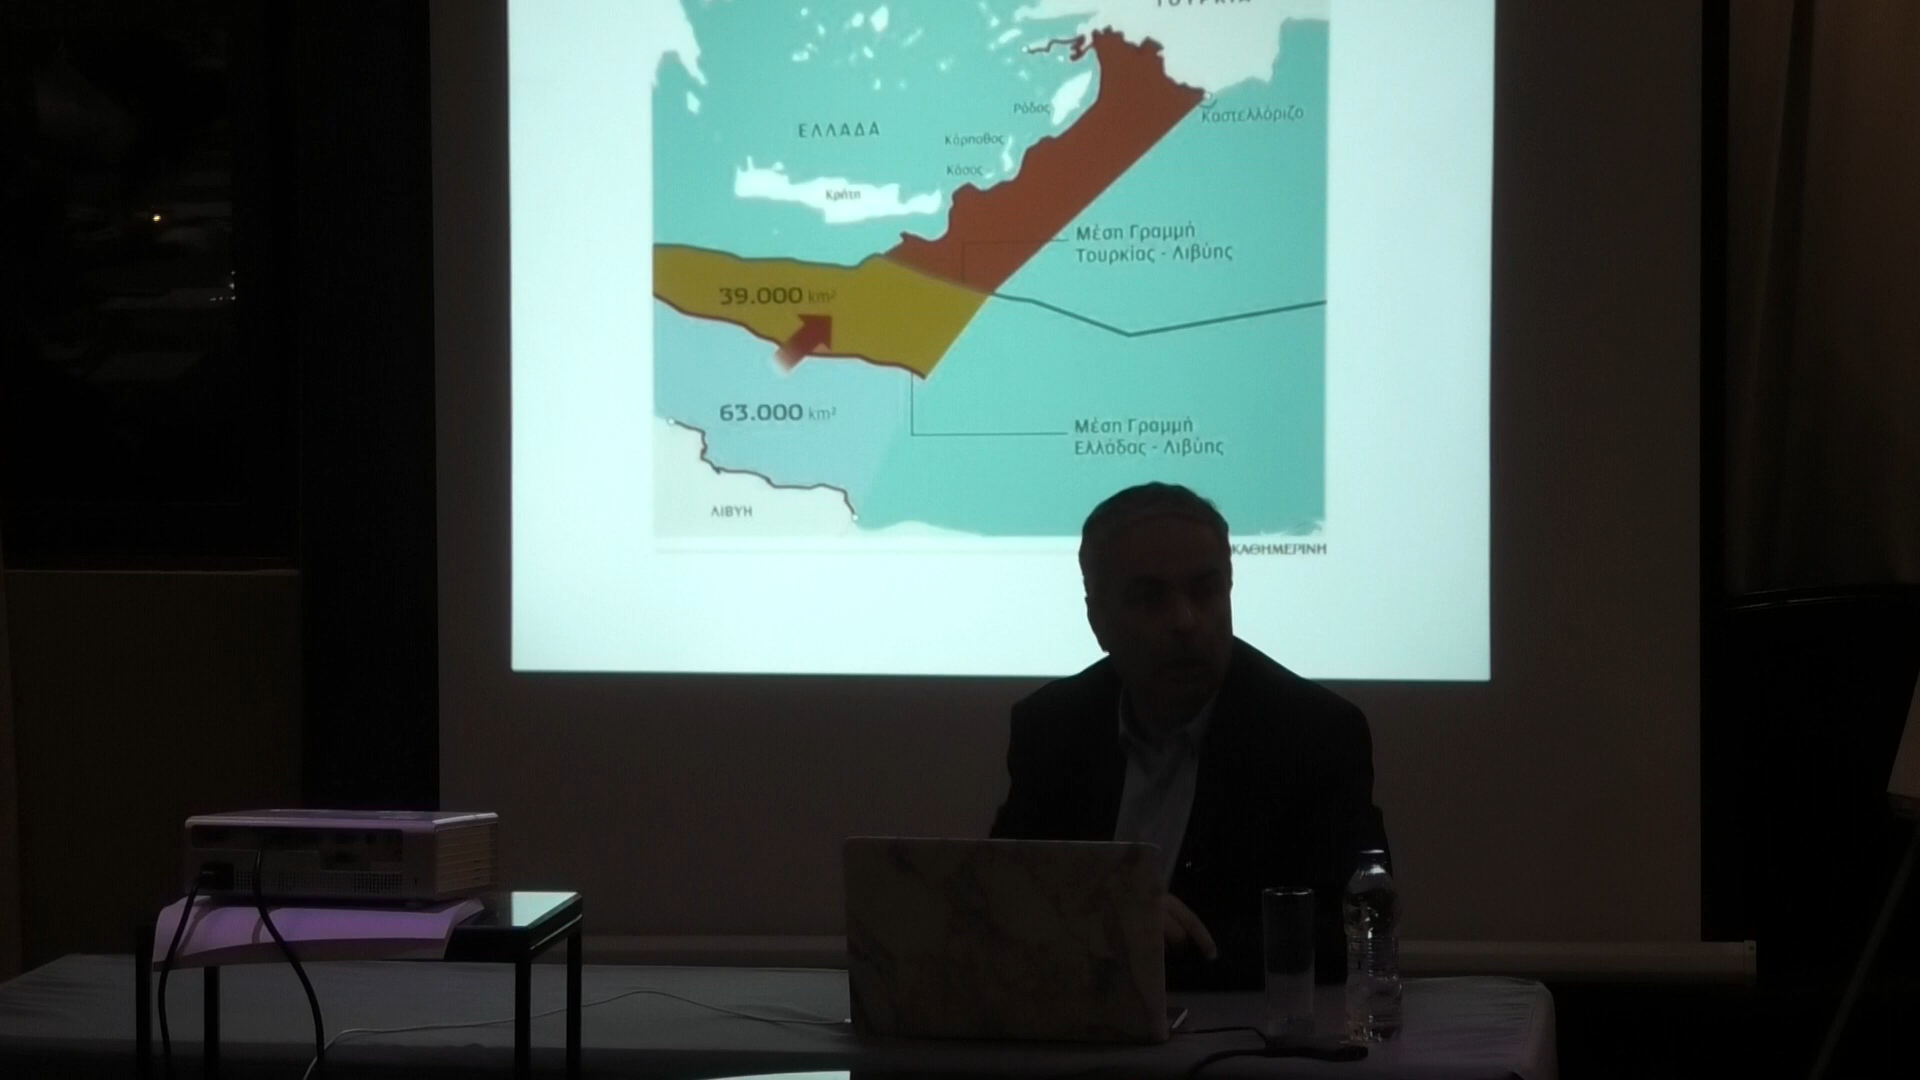 ΤΟΥΡΚΙΑ
Ρόδος
Καστελλόριζο
ΕΛΛΑΔΑ
Κάρπαθος
Κάσος
Κρήτη
Μέση Γραμμή
Τουρκίας - Λιβύης
39.000 km²
63.000 km²
Μέση Γραμμή
Ελλάδας - Λιβύης
ΛΙΒΥΗ
ΚΑΘΗΜΕΡΙΝΗ